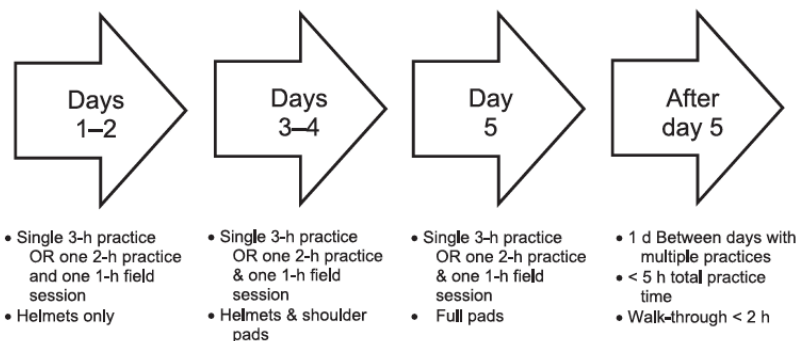 Days
1–2
Days
3–4
Day
5
After
day 5
• Single 3-h practice
OR one 2-h practice
and one 1-h field
session
• Helmets only
• Single 3-h practice
OR one 2-h practice
& one 1-h field
session
• Helmets & shoulder
pads
• Single 3-h practice
OR one 2-h practice
& one 1-h field
session
• Full pads
• 1 d Between days with
multiple practices
• < 5 h total practice
time
• Walk-through < 2 h